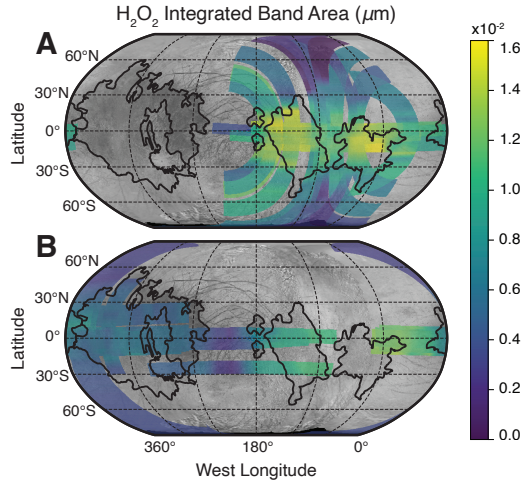 H₂O₂ Integrated Band Area (μm)
x10⁻²
A
60°N
30°N
0°
30°S
60°S
Latitude
B
60°N
30°N
0°
30°S
60°S
Latitude
360°
180°
0°
West Longitude
1.6
1.4
1.2
1.0
0.8
0.6
0.4
0.2
0.0